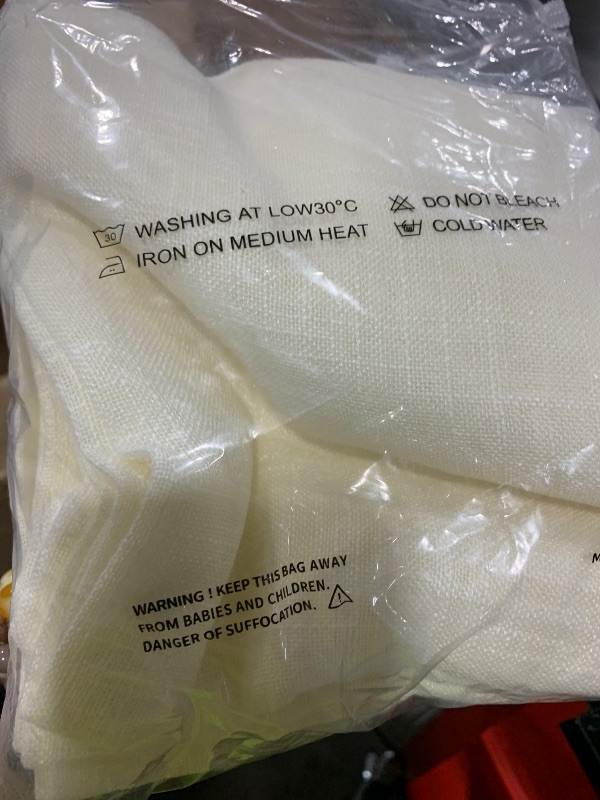 30 WASHING AT LOW30°C
DO NOT BLEACH
IRON ON MEDIUM HEAT
COLD WATER
WARNING ! KEEP THIS BAG AWAY
FROM BABIES AND CHILDREN.
DANGER OF SUFFOCATION.
M